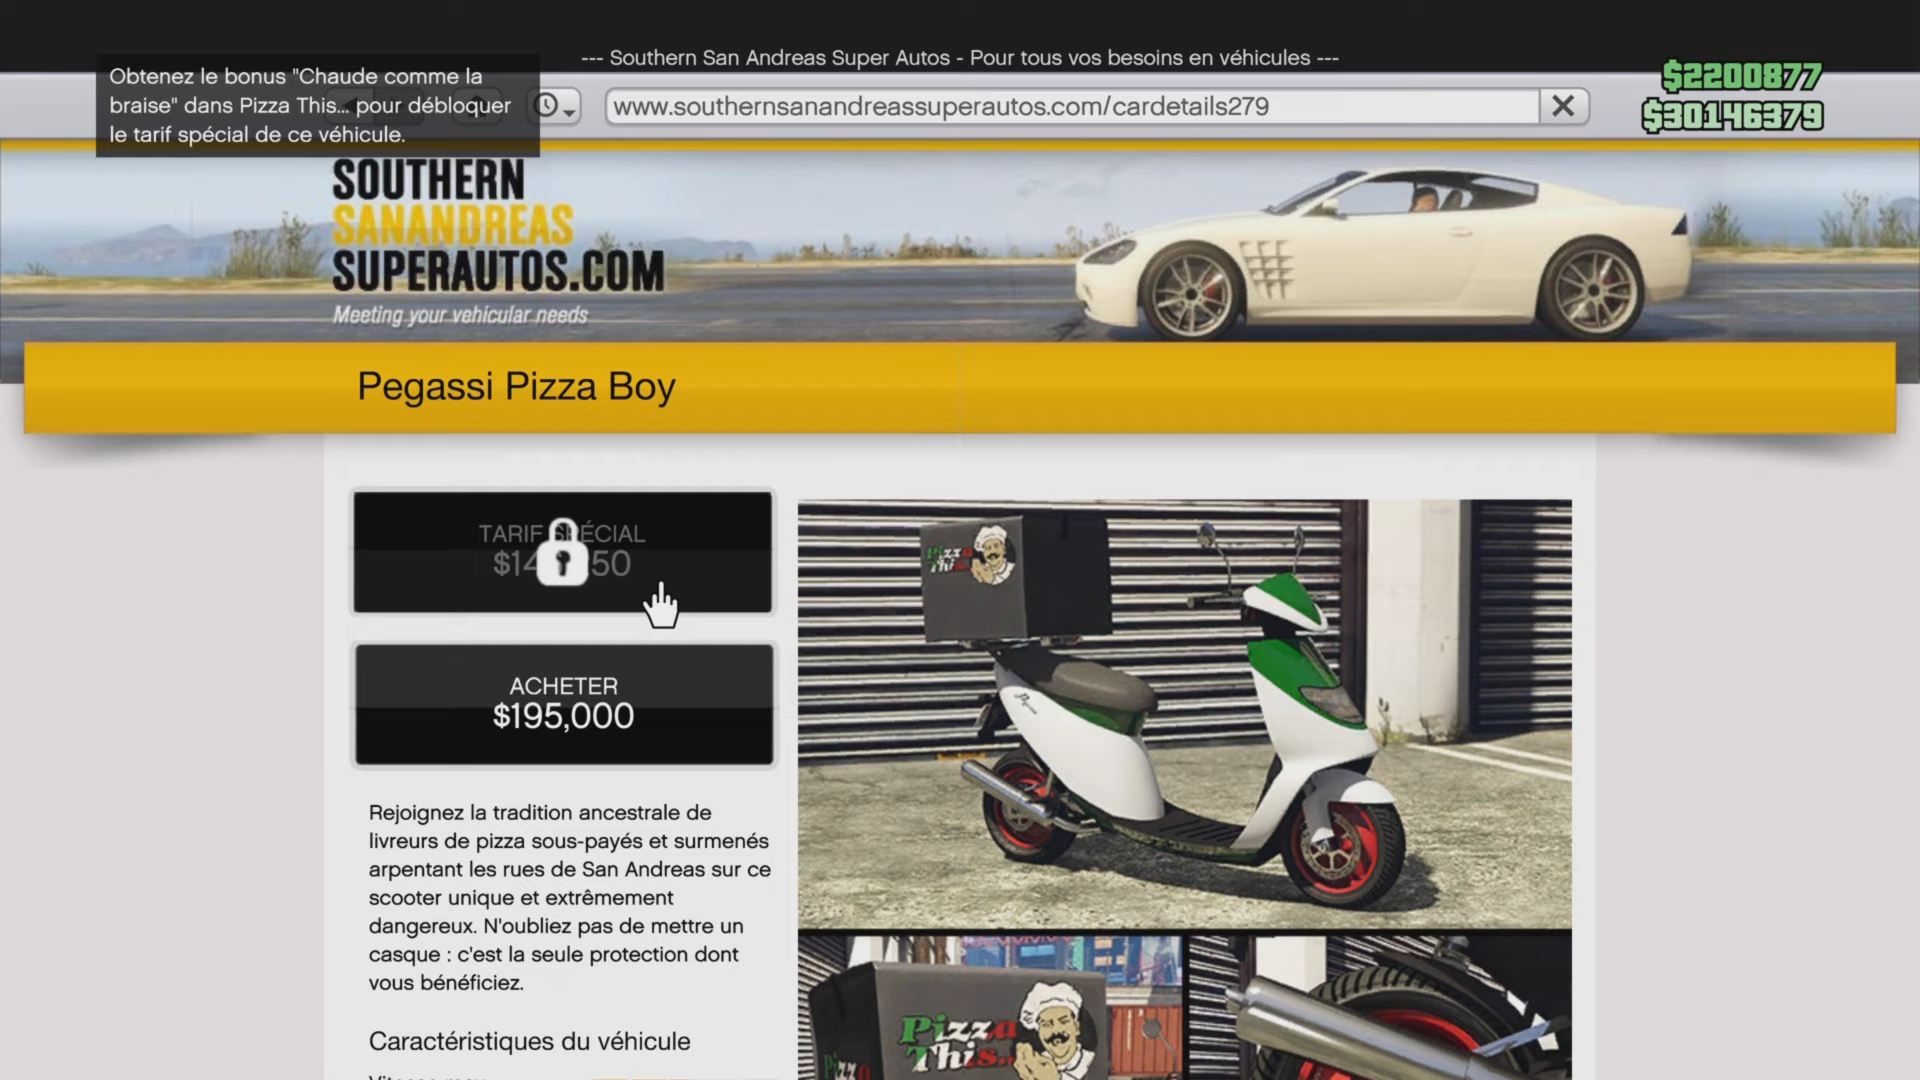 --- Southern San Andreas Super Autos - Pour tous vos besoins en véhicules ---
Obtenez le bonus "Chaude comme la
braise" dans Pizza This... pour débloquer
le tarif spécial de ce véhicule.
www.southernsanandreassuperautos.com/cardetails279
$2200877
$30146379
SOUTHERN
SANANDREAS
SUPERAUTOS.COM
Meeting your vehicular needs
Pegassi Pizza Boy
TARIF SPÉCIAL
ACHETER
$195,000
Rejoignez la tradition ancestrale de
livreurs de pizza sous-payés et surmenés
arpentant les rues de San Andreas sur ce
scooter unique et extrêmement
dangereux. N'oubliez pas de mettre un
casque : c'est la seule protection dont
vous bénéficiez.
Caractéristiques du véhicule
Pizza
This...
Pizza
This...